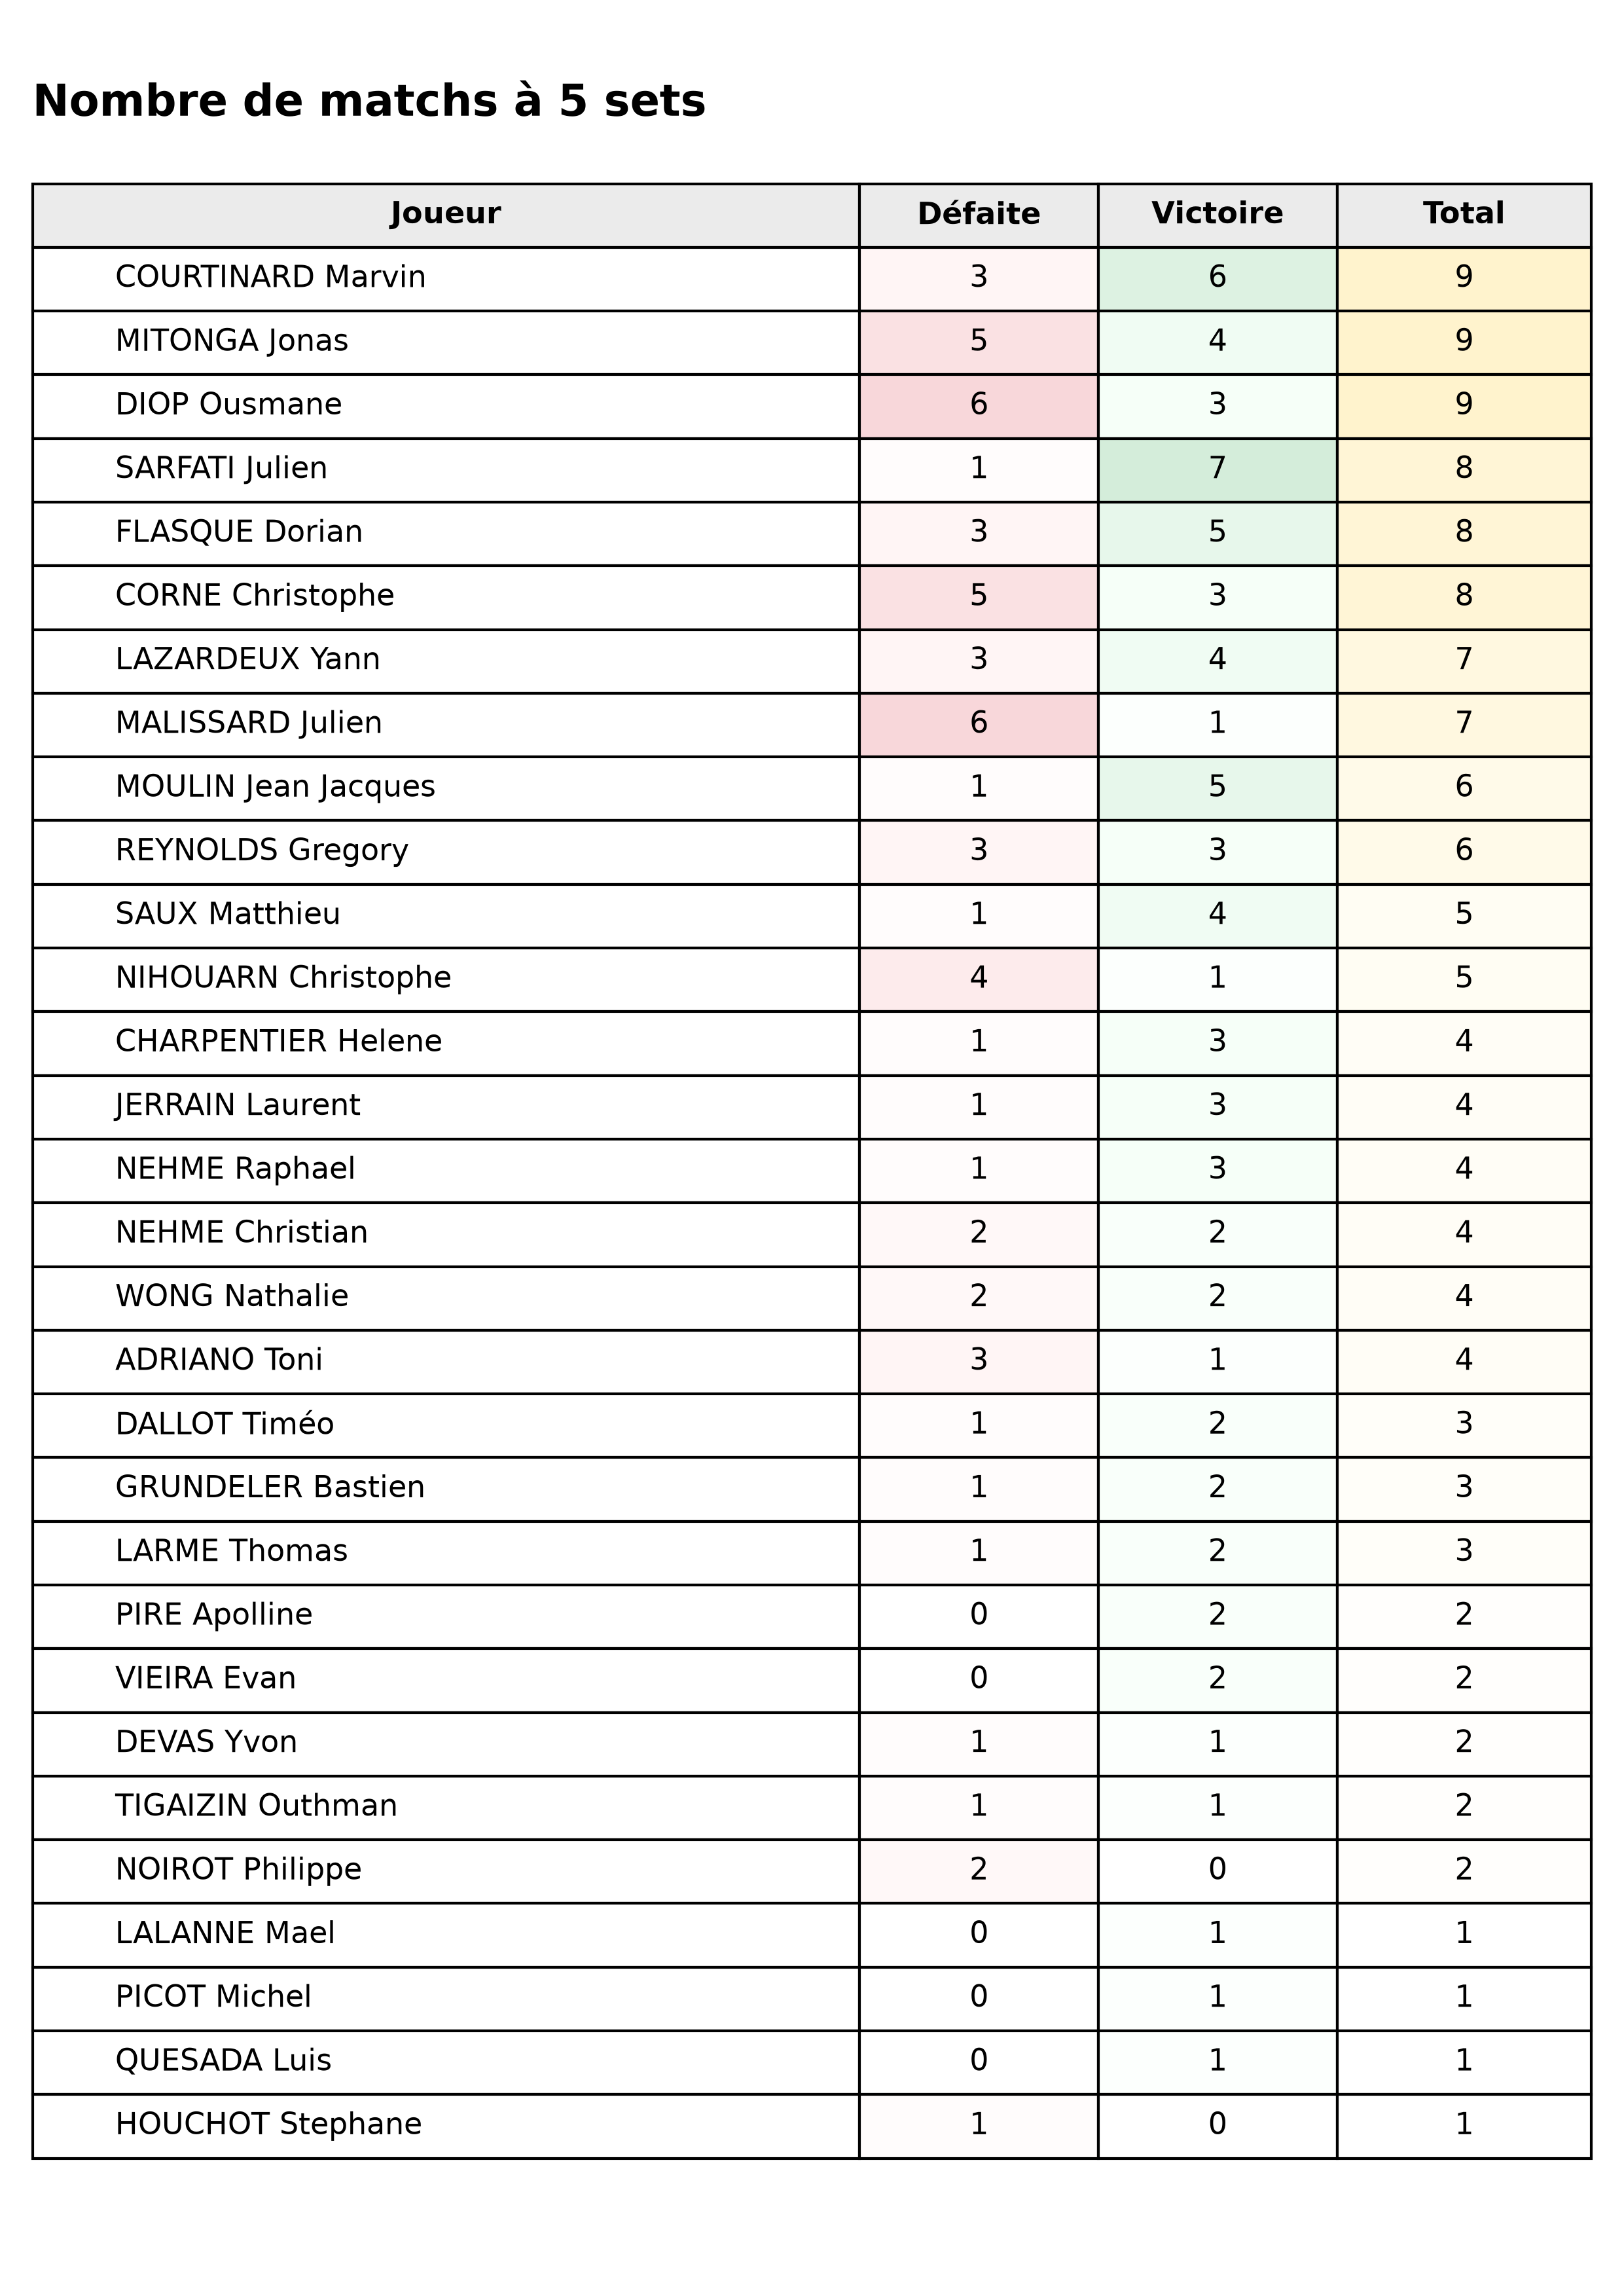 Nombre de matchs à 5 sets
Joueur Défaite Victoire Total
COURTINARD Marvin 3 6 9
MITONGA Jonas 5 4 9
DIOP Ousmane 6 3 9
SARFATI Julien 1 7 8
FLASQUE Dorian 3 5 8
CORNE Christophe 5 3 8
LAZARDEUX Yann 3 4 7
MALISSARD Julien 6 1 7
MOULIN Jean Jacques 1 5 6
REYNOLDS Gregory 3 3 6
SAUX Matthieu 1 4 5
NIHOUARN Christophe 4 1 5
CHARPENTIER Helene 1 3 4
JERRAIN Laurent 1 3 4
NEHME Raphael 1 3 4
NEHME Christian 2 2 4
WONG Nathalie 2 2 4
ADRIANO Toni 3 1 4
DALLOT Timéo 1 2 3
GRUNDELER Bastien 1 2 3
LARME Thomas 1 2 3
PIRE Apolline 0 2 2
VIEIRA Evan 0 2 2
DEVAS Yvon 1 1 2
TIGAIZIN Outhman 1 1 2
NOIROT Philippe 2 0 2
LALANNE Mael 0 1 1
PICOT Michel 0 1 1
QUESADA Luis 0 1 1
HOUCHOT Stephane 1 0 1